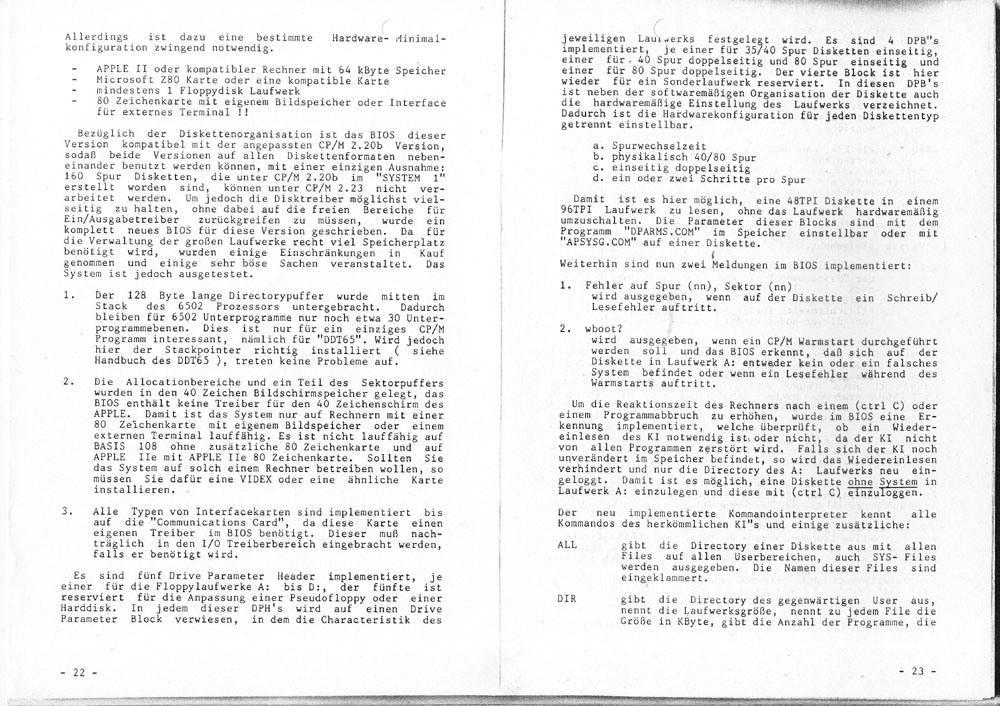 Allerdings ist dazu eine bestimmte Hardware- Minimal-
konfiguration zwingend notwendig.
- APPLE II oder kompatibler Rechner mit 64 kByte Speicher
- Microsoft Z80 Karte oder eine kompatible Karte
- mindestens 1 Floppydisk Laufwerk
- 80 Zeichenkarte mit eigenem Bildspeicher oder Interface
für externes Terminal !!
Bezüglich der Diskettenorganisation ist das BIOS dieser
Version kompatibel mit der angepassten CP/M 2.20b Version,
sodaß beide Versionen auf allen Diskettenformaten neben-
einander benutzt werden können, mit einer einzigen Ausnahme:
160 Spur Disketten, die unter CP/M 2.20b im "SYSTEM 1"
erstellt worden sind, können unter CP/M 2.23 nicht ver-
arbeitet werden. Um jedoch die Disktreiber möglichst viel-
seitig zu halten, ohne dabei auf die freien Bereiche für
Ein/Ausgabetreiber zurückgreifen zu müssen, wurde ein
komplett neues BIOS für diese Version geschrieben. Da für
die Verwaltung der großen Laufwerke recht viel Speicherplatz
benötigt wird, wurden einige Einschränkungen in Kauf
genommen und einige sehr böse Sachen veranstaltet. Das
System ist jedoch ausgetestet.
1. Der 128 Byte lange Directorypuffer wurde mitten im
Stack des 6502 Prozessors untergebracht. Dadurch
bleiben für 6502 Unterprogramme nur noch etwa 30 Unter-
programmebenen. Dies ist nur für ein einziges CP/M
Programm interessant, nämlich für "DDT65". Wird jedoch
hier der Stackpointer richtig installiert ( siehe
Handbuch des DDT65 ), treten keine Probleme auf.
2. Die Allocationbereiche und ein Teil des Sektorpuffers
wurden in den 40 Zeichen Bildschirmspeicher gelegt, das
BIOS enthält keine Treiber für den 40 Zeichenschirm des
APPLE. Damit ist das System nur auf Rechnern mit einer
80 Zeichenkarte mit eigenem Bildspeicher oder einem
externen Terminal lauffähig. Es ist nicht lauffähig auf
BASIS 108 ohne zusätzliche 80 Zeichenkarte und auf
APPLE IIe mit APPLE IIe 80 Zeichenkarte. Sollten Sie
das System auf solch einem Rechner betreiben wollen, so
müssen Sie dafür eine VIDEX oder eine ähnliche Karte
installieren.
3. Alle Typen von Interfacekarten sind implementiert bis
auf die "Communications Card", da diese Karte einen
eigenen Treiber im BIOS benötigt. Dieser muß nach-
träglich in den I/O Treiberbereich eingebracht werden,
falls er benötigt wird.
Es sind fünf Drive Parameter Header implementiert, je
einer für die Floppylaufwerke A: bis D:, der fünfte ist
reserviert für die Anpassung einer Pseudofloppy oder einer
Harddisk. In jedem dieser DPH's wird auf einen Drive
Parameter Block verwiesen, in dem die Characteristik des
- 22 -
jeweiligen Laufwerks festgelegt wird. Es sind 4 DPB"s
implementiert, je einer für 35/40 Spur Disketten einseitig,
einer für 40 Spur doppelseitig und 80 Spur einseitig und
einer für 80 Spur doppelseitig. Der vierte Block ist hier
wieder für ein Sonderlaufwerk reserviert. In diesen DPB's
ist neben der softwaremäßigen Organisation der Diskette auch
die hardwaremäßige Einstellung des Laufwerks verzeichnet.
Dadurch ist die Hardwarekonfiguration für jeden Diskettentyp
getrennt einstellbar.
a. Spurwechselzeit
b. physikalisch 40/80 Spur
c. einseitig doppelseitig
d. ein oder zwei Schritte pro Spur
Damit ist es hier möglich, eine 48TPI Diskette in einem
96TPI Laufwerk zu lesen, ohne das Laufwerk hardwaremäßig
umzuschalten. Die Parameter dieser Blocks sind mit dem
Programm "DPARMS.COM" im Speicher einstellbar oder mit
"APSYSG.COM" auf einer Diskette.
Weiterhin sind nun zwei Meldungen im BIOS implementiert:
1. Fehler auf Spur (nn), Sektor (nn)
wird ausgegeben, wenn auf der Diskette ein Schreib/
Lesefehler auftritt.
2. wboot?
wird ausgegeben, wenn ein CP/M Warmstart durchgeführt
werden soll und das BIOS erkennt, daß sich auf der
Diskette in Laufwerk A: entweder kein oder ein falsches
System befindet oder wenn ein Lesefehler während des
Warmstarts auftritt.
Um die Reaktionszeit des Rechners nach einem (ctrl C) oder
einem Programmabbruch zu erhöhen, wurde im BIOS eine Er-
kennung implementiert, welche überprüft, ob ein Wieder-
einlesen des KI notwendig ist oder nicht, da der KI nicht
von allen Programmen zerstört wird. Falls sich der KI noch
unverändert im Speicher befindet, so wird das Wiedereinlesen
verhindert und nur die Directory des A: Laufwerks neu ein-
geloggt. Damit ist es möglich, eine Diskette ohne System in
Laufwerk A: einzulegen und diese mit (ctrl C) einzuloggen.
Der neu implementierte Kommandointerpreter kennt alle
Kommandos des herkömmlichen KI"s und einige zusätzliche:
ALL gibt die Directory einer Diskette aus mit allen
Files auf allen Userbereichen, auch SYS- Files
werden ausgegeben. Die Namen dieser Files sind
eingeklammert.
DIR gibt die Directory des gegenwärtigen User aus,
nennt die Laufwerksgröße, nennt zu jedem File die
Größe in KByte, gibt die Anzahl der Programme, die
- 23 -